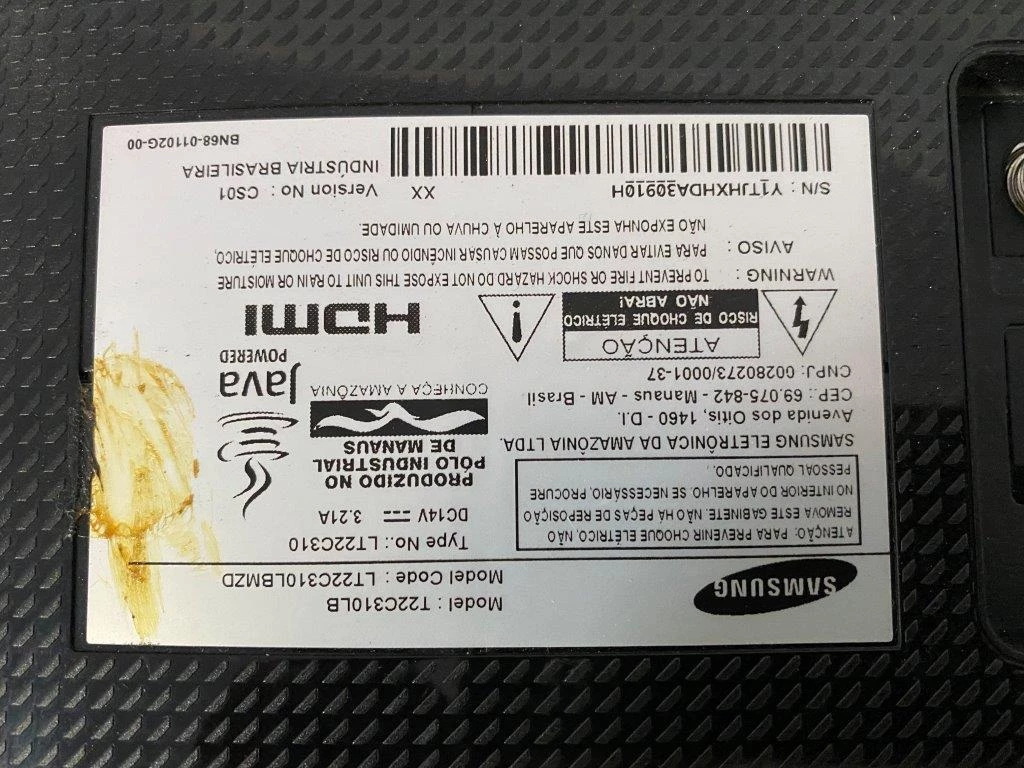 SAMSUNG
Model : T22C310LB
Model Code : LT22C310LBMZD
ATENÇÃO: PARA PREVENIR CHOQUE ELÉTRICO, NÃO
REMOVA ESTE GABINETE. NÃO HÁ PEÇAS DE REPOSIÇÃO
NO INTERIOR DO APARELHO. SE NECESSÁRIO, PROCURE
PESSOAL QUALIFICADO.
Type No.: LT22C310
DC14V 3.21A
SAMSUNG ELETRÔNICA DA AMAZÔNIA LTDA.
Avenida dos Oitis, 1460 - D.I.
CEP.: 69.075-842 - Manaus - AM - Brasil
CNPJ: 00280273/0001-37
PRODUZIDO NO
PÓLO INDUSTRIAL
DE MANAUS
CONHEÇA A AMAZÔNIA
Java
POWERED
ATENÇÃO
RISCO DE CHOQUE ELÉTRICO
NÃO ABRA!
HDMI
WARNING : TO PREVENT FIRE OR SHOCK HAZARD DO NOT EXPOSE THIS UNIT TO RAIN OR MOISTURE
AVISO : PARA EVITAR DANOS QUE POSSAM CAUSAR INCÊNDIO OU RISCO DE CHOQUE ELÉTRICO,
NÃO EXPONHA ESTE APARELHO À CHUVA OU UMIDADE.
S/N : Y1TJHXHDA30910H XX Version No : CS01
INDÚSTRIA BRASILEIRA
BN68-01102G-00